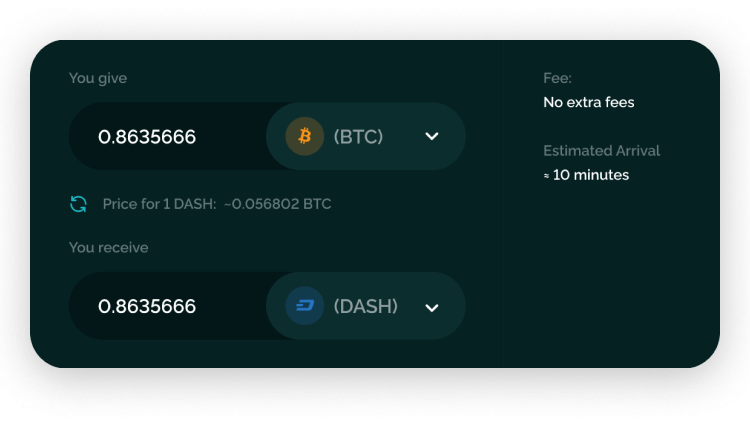 You give
0.8635666 (BTC)
Price for 1 DASH: ~0.056802 BTC
You receive
0.8635666 (DASH)
Fee:
No extra fees
Estimated Arrival
≈ 10 minutes